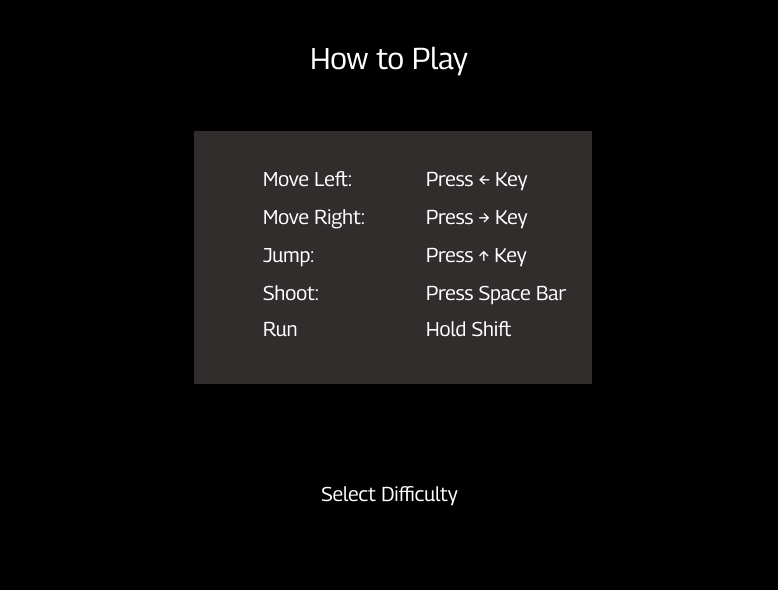 How to Play
Move Left: Press ← Key
Move Right: Press → Key
Jump: Press ↑ Key
Shoot: Press Space Bar
Run Hold Shift
Select Difficulty